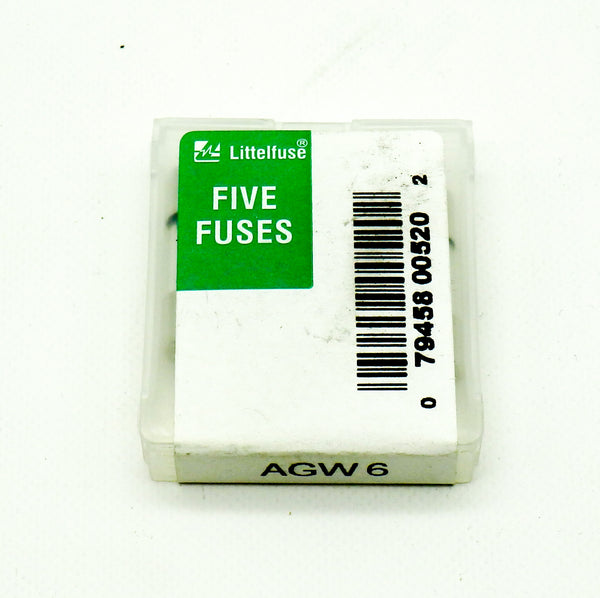 Littelfuse®
FIVE
FUSES
0 79458 00520 2
AGW 6